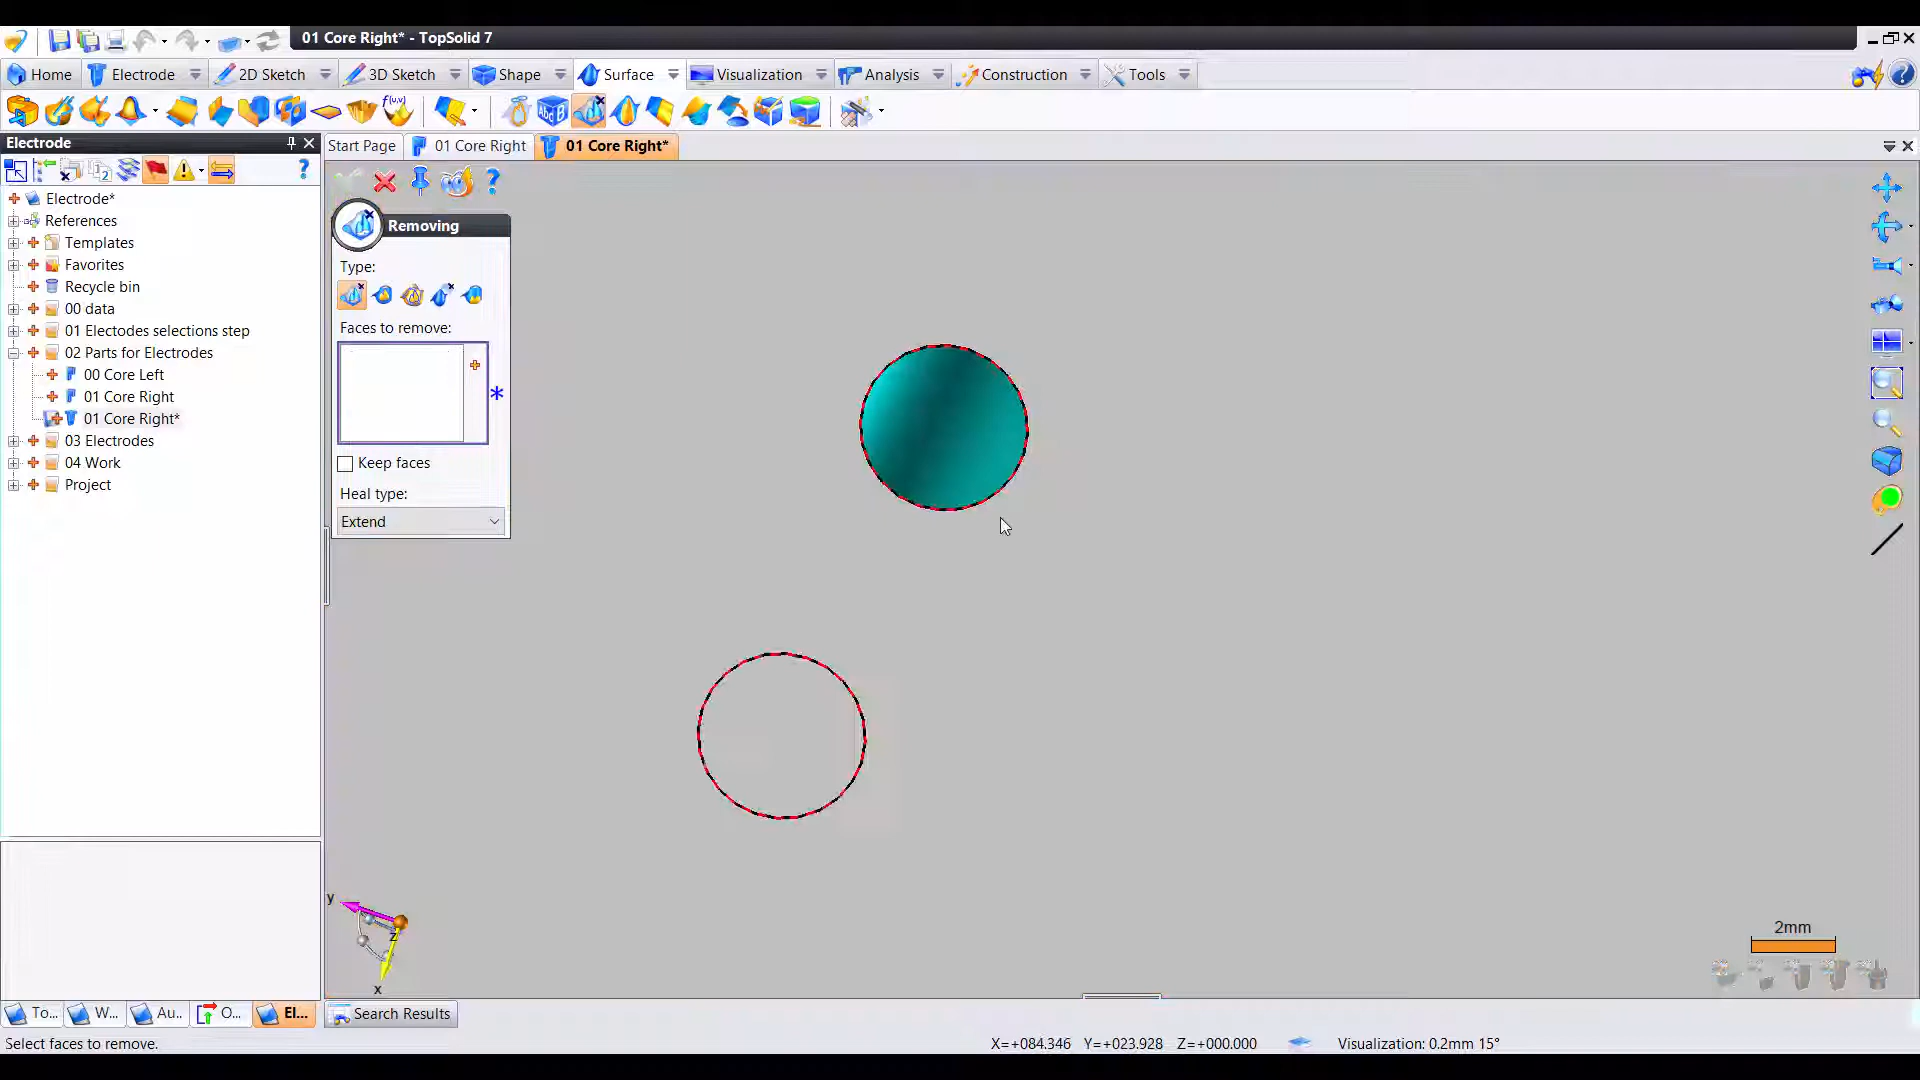 01 Core Right* - TopSolid 7
Home
Electrode
2D Sketch
3D Sketch
Shape
Surface
Visualization
Analysis
Construction
Tools
f(u,v)
Electrode
Start Page
01 Core Right
01 Core Right*
Electrode*
References
Templates
Favorites
Recycle bin
00 data
01 Electodes selections step
02 Parts for Electrodes
00 Core Left
01 Core Right
01 Core Right*
03 Electrodes
04 Work
Project
Removing
Type:
Faces to remove:
Keep faces
Heal type:
Extend
2mm
y
z
x
To...
W...
Au..
O...
El...
Search Results
Select faces to remove.
X=+084.346 Y=+023.928 Z=+000.000
Visualization: 0.2mm 15°